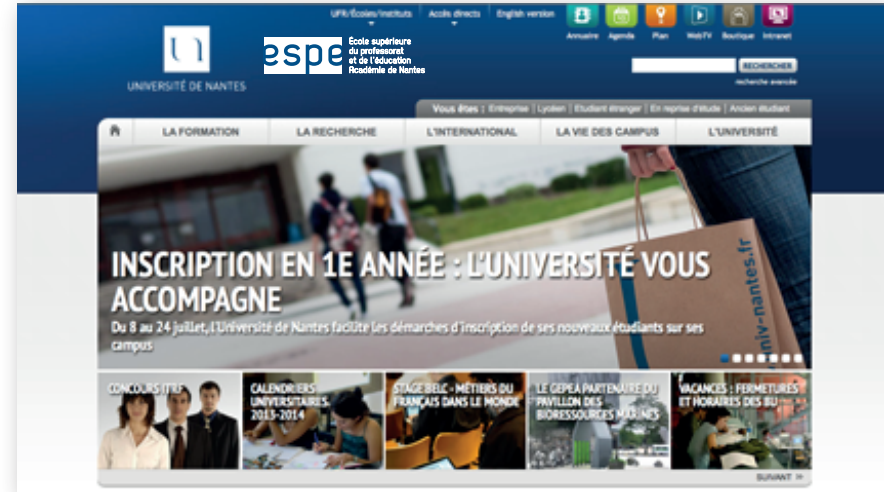 UFR/Écoles/Instituts
Accès directs
English version
Annuaire
Agenda
Plan
WebTV
Boutique
Intranet
UNIVERSITÉ DE NANTES
espe
École supérieure
du professorat
et de l'éducation
Académie de Nantes
RECHERCHER
recherche avancée
Vous êtes : Entreprise | Lycéen | Etudiant étranger | En reprise d'étude | Ancien étudiant
LA FORMATION
LA RECHERCHE
L'INTERNATIONAL
LA VIE DES CAMPUS
L'UNIVERSITÉ
INSCRIPTION EN 1E ANNÉE : L'UNIVERSITÉ VOUS
ACCOMPAGNE
Du 8 au 24 juillet, l'Université de Nantes facilite les démarches d'inscription de ses nouveaux étudiants sur ses
campus
univ-nantes.fr
CONCOURS ITRF
CALENDRIERS
UNIVERSITAIRES
2013-2014
STAGE BELC - MÉTIERS DU
FRANÇAIS DANS LE MONDE
LE GEPEA PARTENAIRE DU
PAVILLON DES
BIORESSOURCES MARINES
VACANCES : FERMETURES
ET HORAIRES DES BU
SUIVANT »